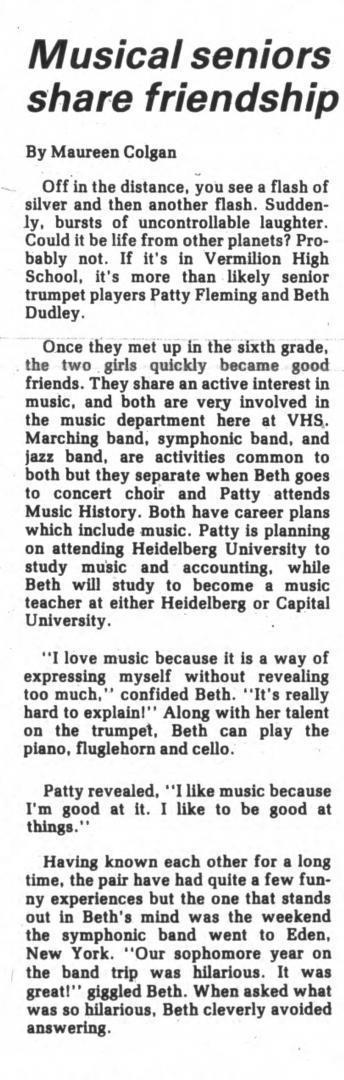 Musical seniors
share friendship
By Maureen Colgan
Off in the distance, you see a flash of
silver and then another flash. Sudden-
ly, bursts of uncontrollable laughter.
Could it be life from other planets? Pro-
bably not. If it's in Vermilion High
School, it's more than likely senior
trumpet players Patty Fleming and Beth
Dudley.
Once they met up in the sixth grade,
the two girls quickly became good
friends. They share an active interest in
music, and both are very involved in
the music department here at VHS.
Marching band, symphonic band, and
jazz band, are activities common to
both but they separate when Beth goes
to concert choir and Patty attends
Music History. Both have career plans
which include music. Patty is planning
on attending Heidelberg University to
study music and accounting, while
Beth will study to become a music
teacher at either Heidelberg or Capital
University.
"I love music because it is a way of
expressing myself without revealing
too much," confided Beth. "It's really
hard to explain!" Along with her talent
on the trumpet, Beth can play the
piano, fluglehorn and cello.
Patty revealed, "I like music because
I'm good at it. I like to be good at
things."
Having known each other for a long
time, the pair have had quite a few fun-
ny experiences but the one that stands
out in Beth's mind was the weekend
the symphonic band went to Eden,
New York. "Our sophomore year on
the band trip was hilarious. It was
great!" giggled Beth. When asked what
was so hilarious, Beth cleverly avoided
answering.